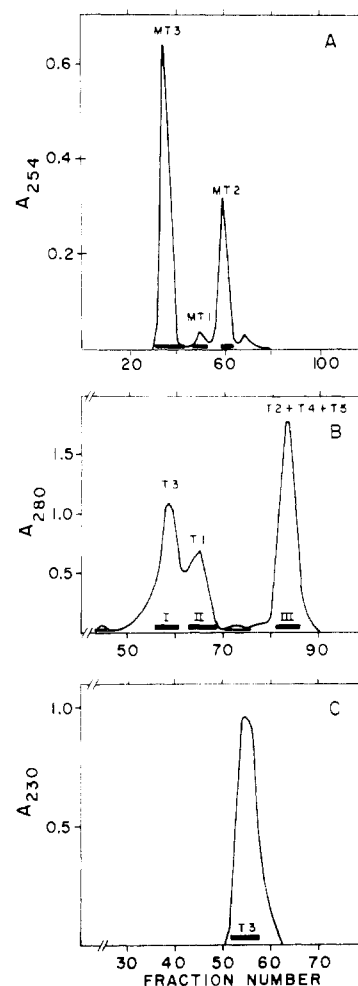 A
MT3
0.6
A254
0.4
MT2
0.2
MT1
20
60
100
T2 + T4 + T5
B
1.5
T3
A280
1.0
T1
0.5
I
II
III
50
70
90
C
1.0
A230
0.5
T3
30
40
50
60
70
FRACTION NUMBER